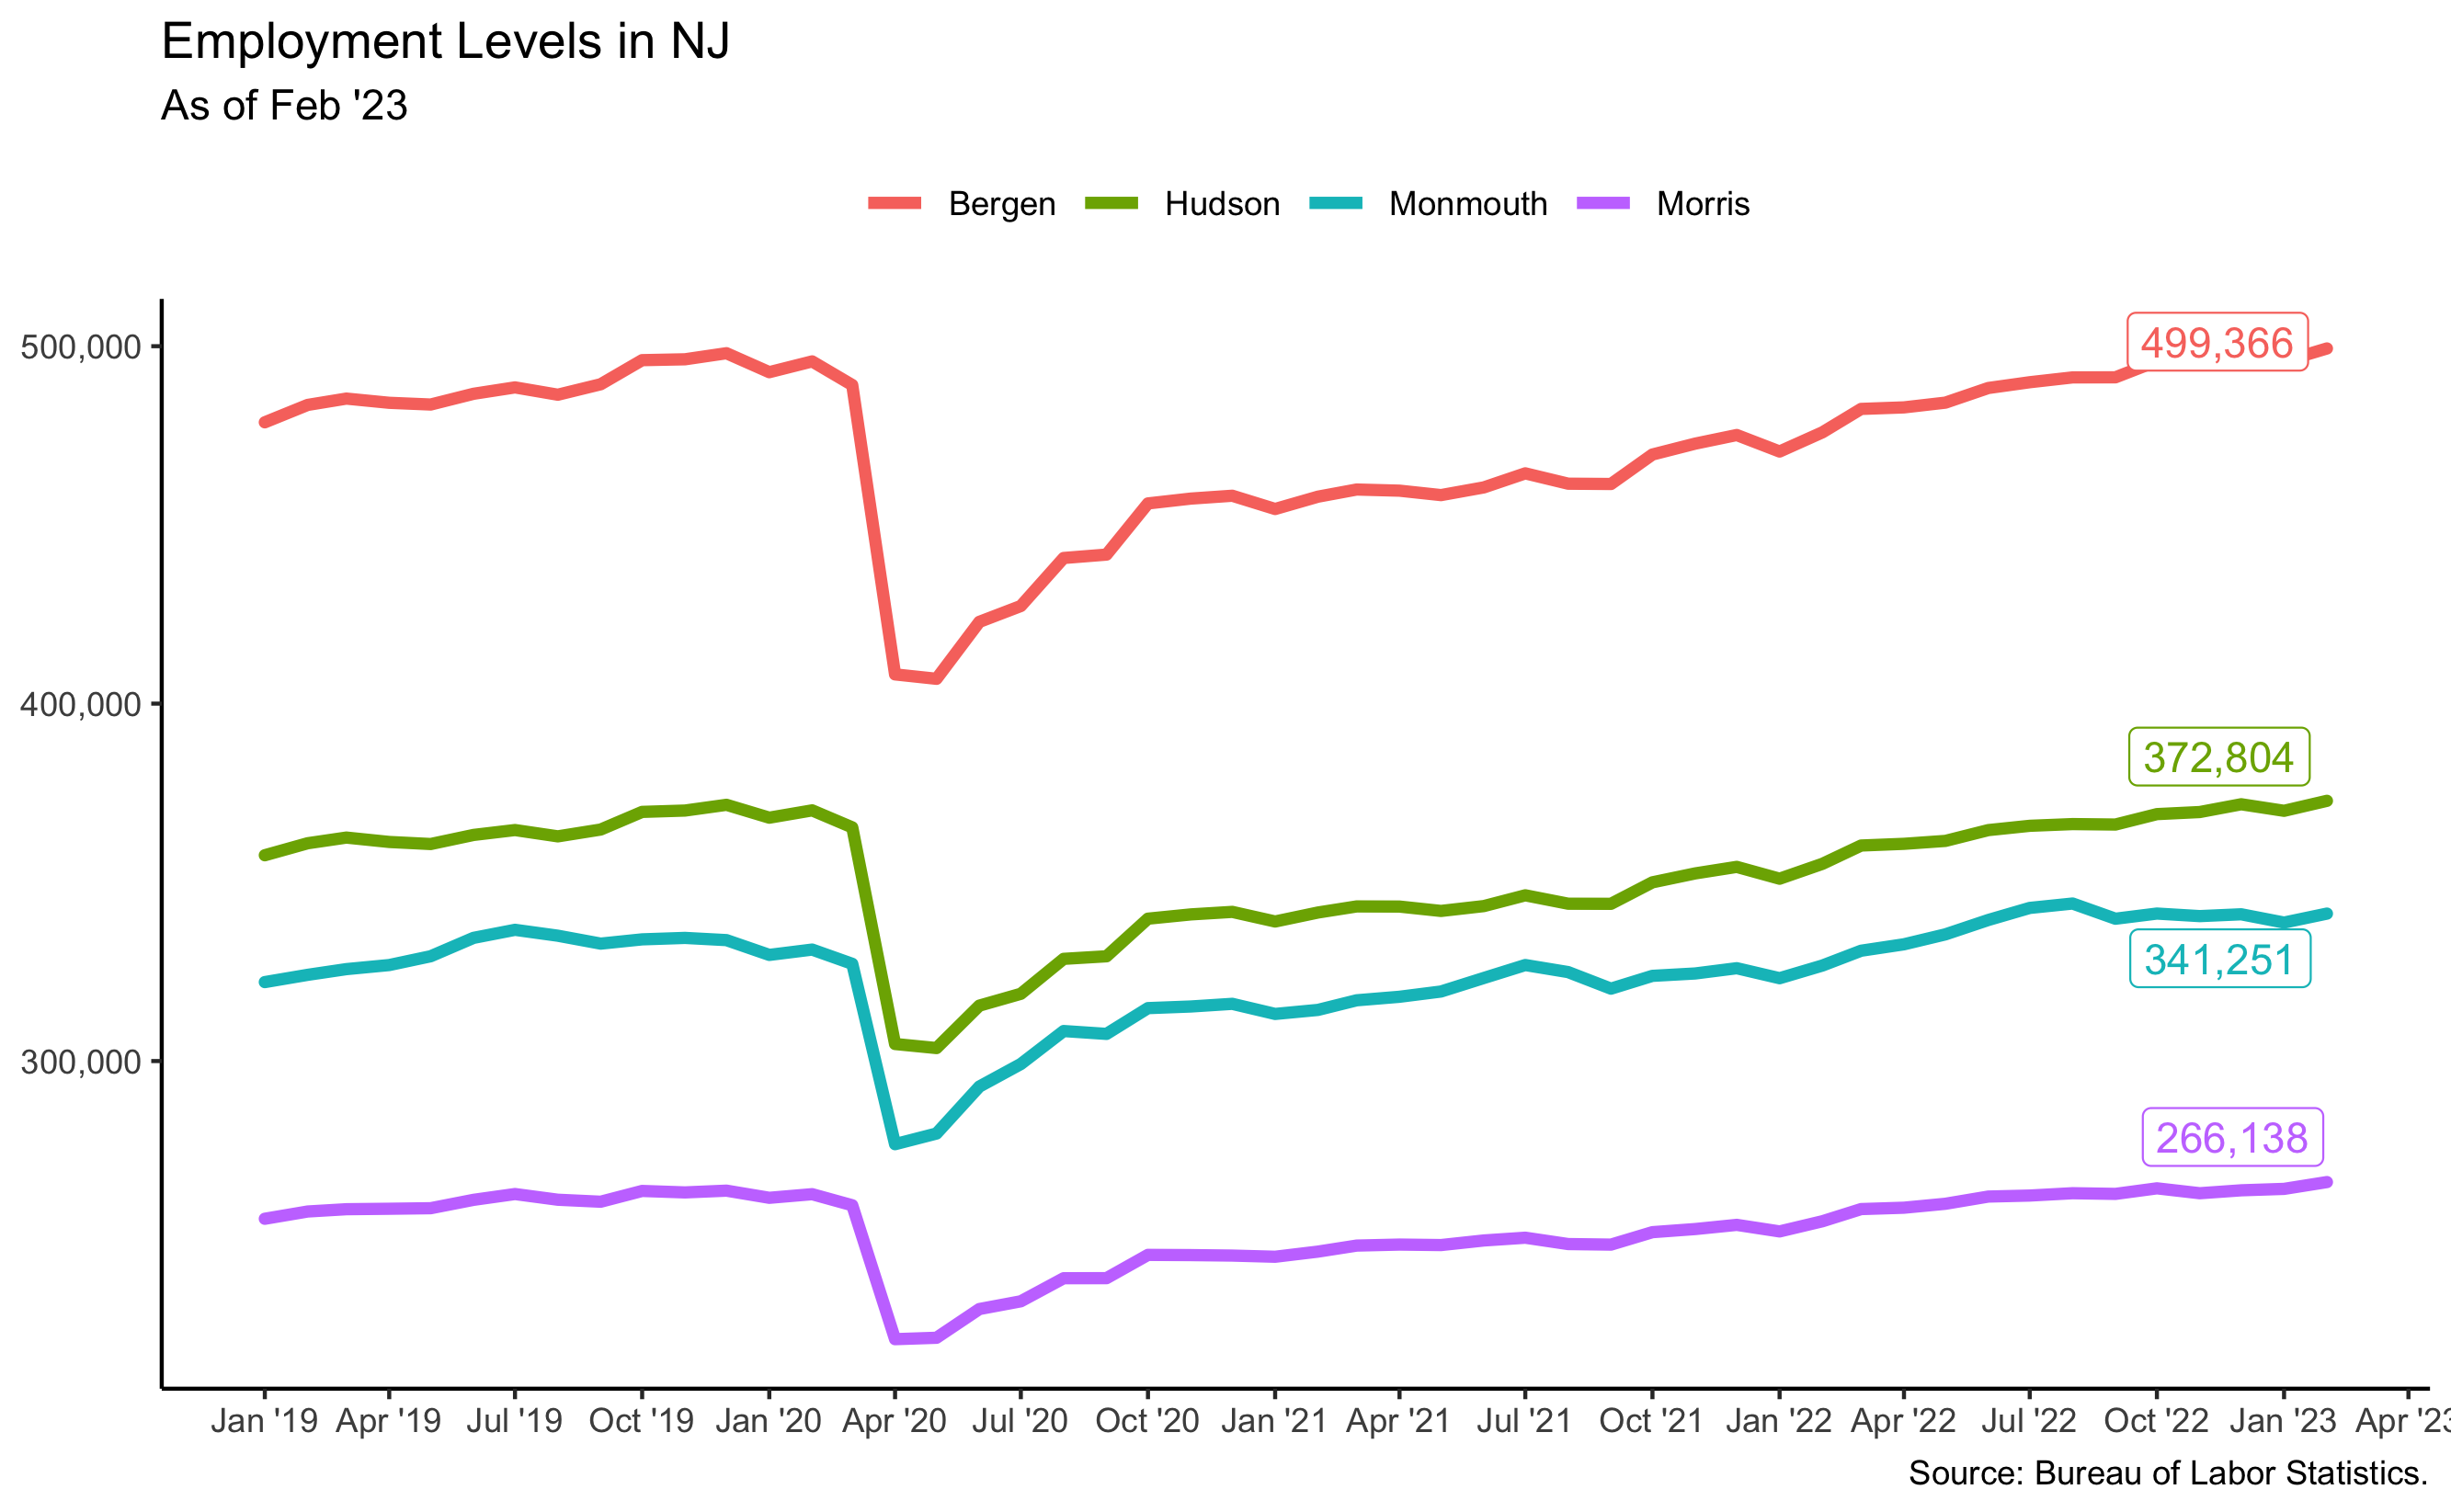 Employment Levels in NJ
As of Feb '23
Bergen Hudson Monmouth Morris
500,000
499,366
400,000
372,804
341,251
300,000
266,138
Jan '19 Apr '19 Jul '19 Oct '19 Jan '20 Apr '20 Jul '20 Oct '20 Jan '21 Apr '21 Jul '21 Oct '21 Jan '22 Apr '22 Jul '22 Oct '22 Jan '23 Apr '23
Source: Bureau of Labor Statistics.